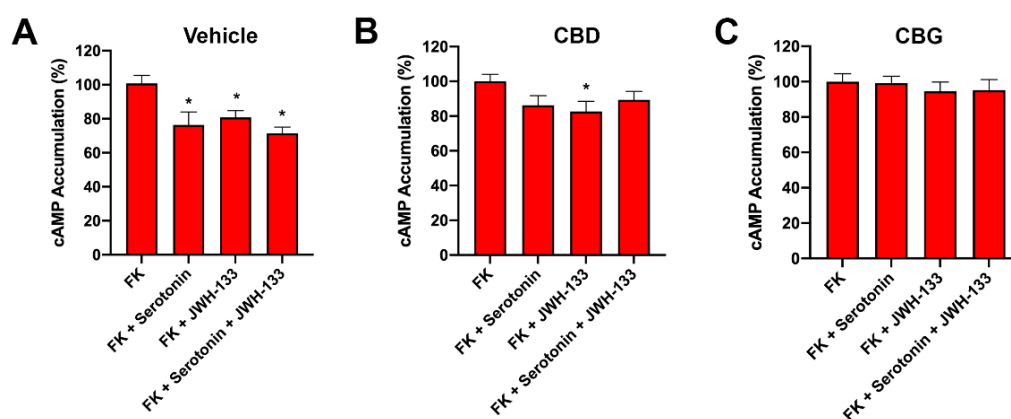 A
Vehicle
cAMP Accumulation (%)
120
100
80
60
40
20
0
FK
FK + Serotonin
FK + JWH-133
FK + Serotonin + JWH-133
*
*
*
B
CBD
cAMP Accumulation (%)
120
100
80
60
40
20
0
FK
FK + Serotonin
FK + JWH-133
FK + Serotonin + JWH-133
*
C
CBG
cAMP Accumulation (%)
120
100
80
60
40
20
0
FK
FK + Serotonin
FK + JWH-133
FK + Serotonin + JWH-133